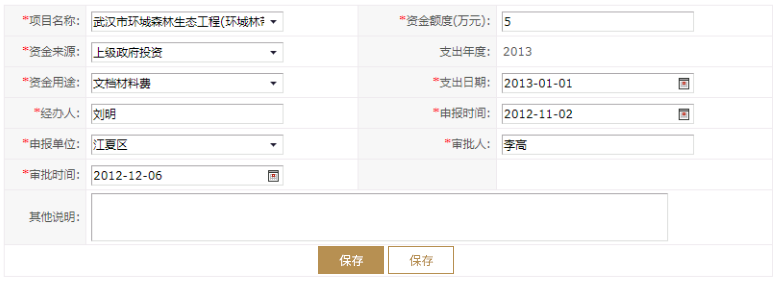 *项目名称: 武汉市环城森林生态工程(环城林带 *资金额度(万元): 5
*资金来源: 上级政府投资 支出年度: 2013
*资金用途: 文档材料费 *支出日期: 2013-01-01
*经办人: 刘明 *申报时间: 2012-11-02
*申报单位: 江夏区 *审批人: 李高
*审批时间: 2012-12-06
其他说明:
保存 保存